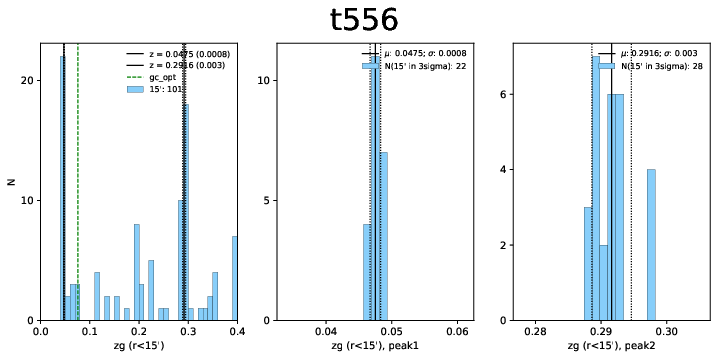 t556
z = 0.0475 (0.0008)
z = 0.2916 (0.003)
gc_opt
15': 101
N
0
10
20
0.0 0.1 0.2 0.3 0.4
zg (r<15')
μ: 0.0475; σ: 0.0008
N(15' in 3sigma): 22
0
5
10
0.04 0.05 0.06
zg (r<15'), peak1
μ: 0.2916; σ: 0.003
N(15' in 3sigma): 28
0
2
4
6
0.28 0.29 0.30
zg (r<15'), peak2